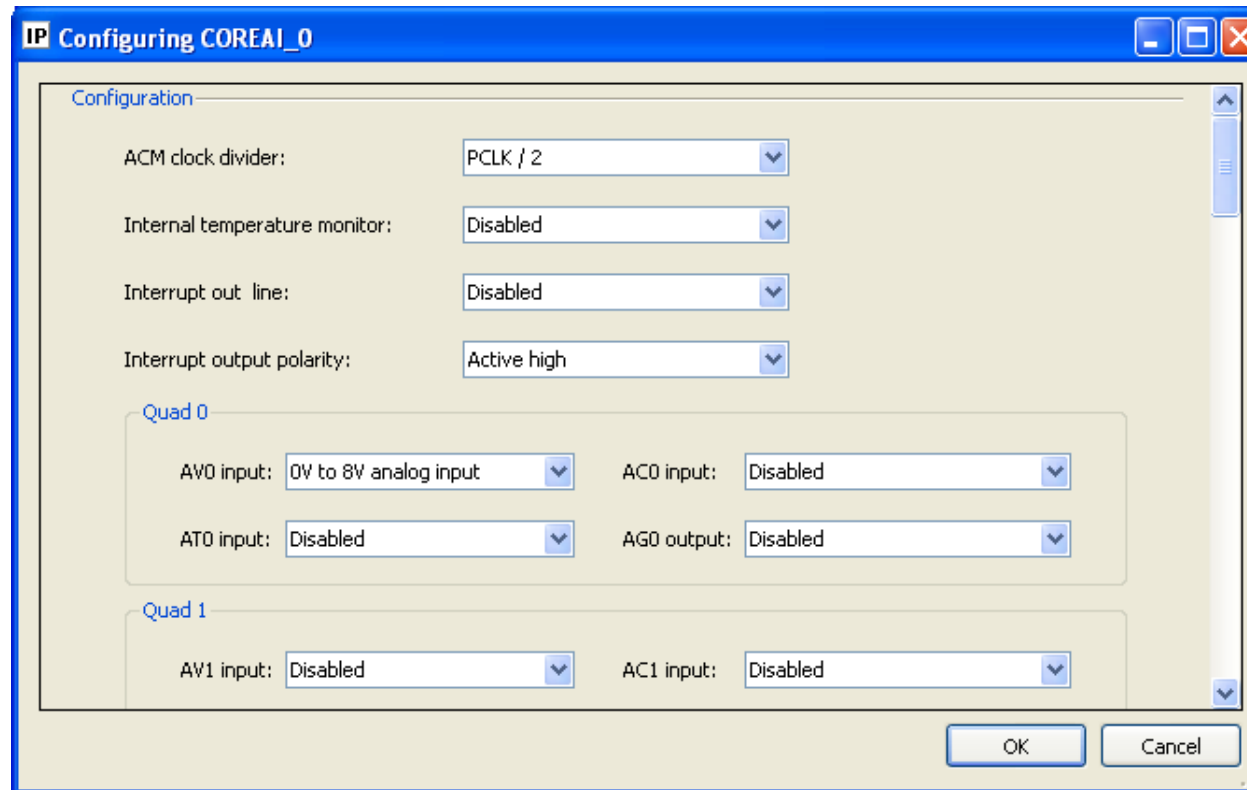 IP Configuring COREAI_0
Configuration
ACM clock divider: PCLK / 2
Internal temperature monitor: Disabled
Interrupt out line: Disabled
Interrupt output polarity: Active high
Quad 0
AV0 input: 0V to 8V analog input AC0 input: Disabled
AT0 input: Disabled AG0 output: Disabled
Quad 1
AV1 input: Disabled AC1 input: Disabled
OK Cancel